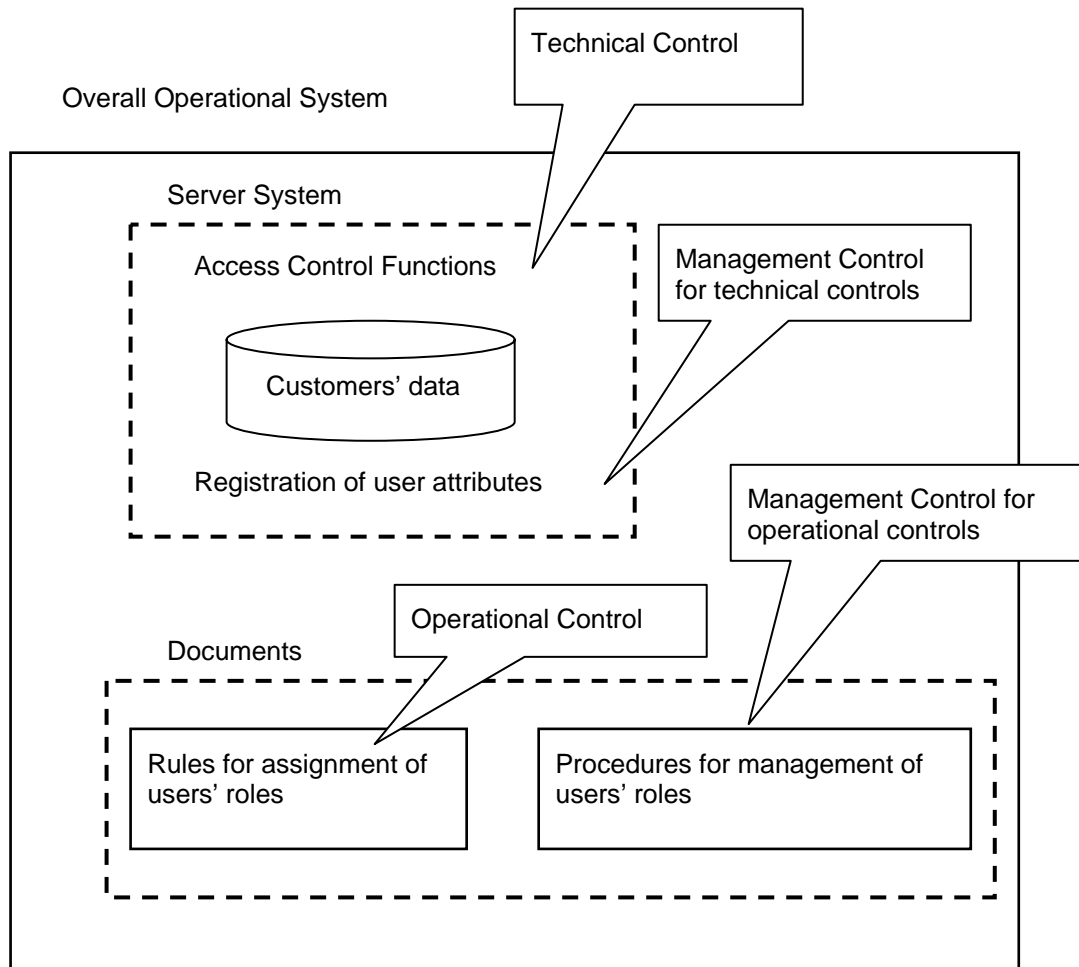 Technical Control
Overall Operational System
Server System
Access Control Functions
Management Control
for technical controls
Customers’ data
Registration of user attributes
Management Control for
operational controls
Operational Control
Documents
Rules for assignment of
users’ roles
Procedures for management of
users’ roles